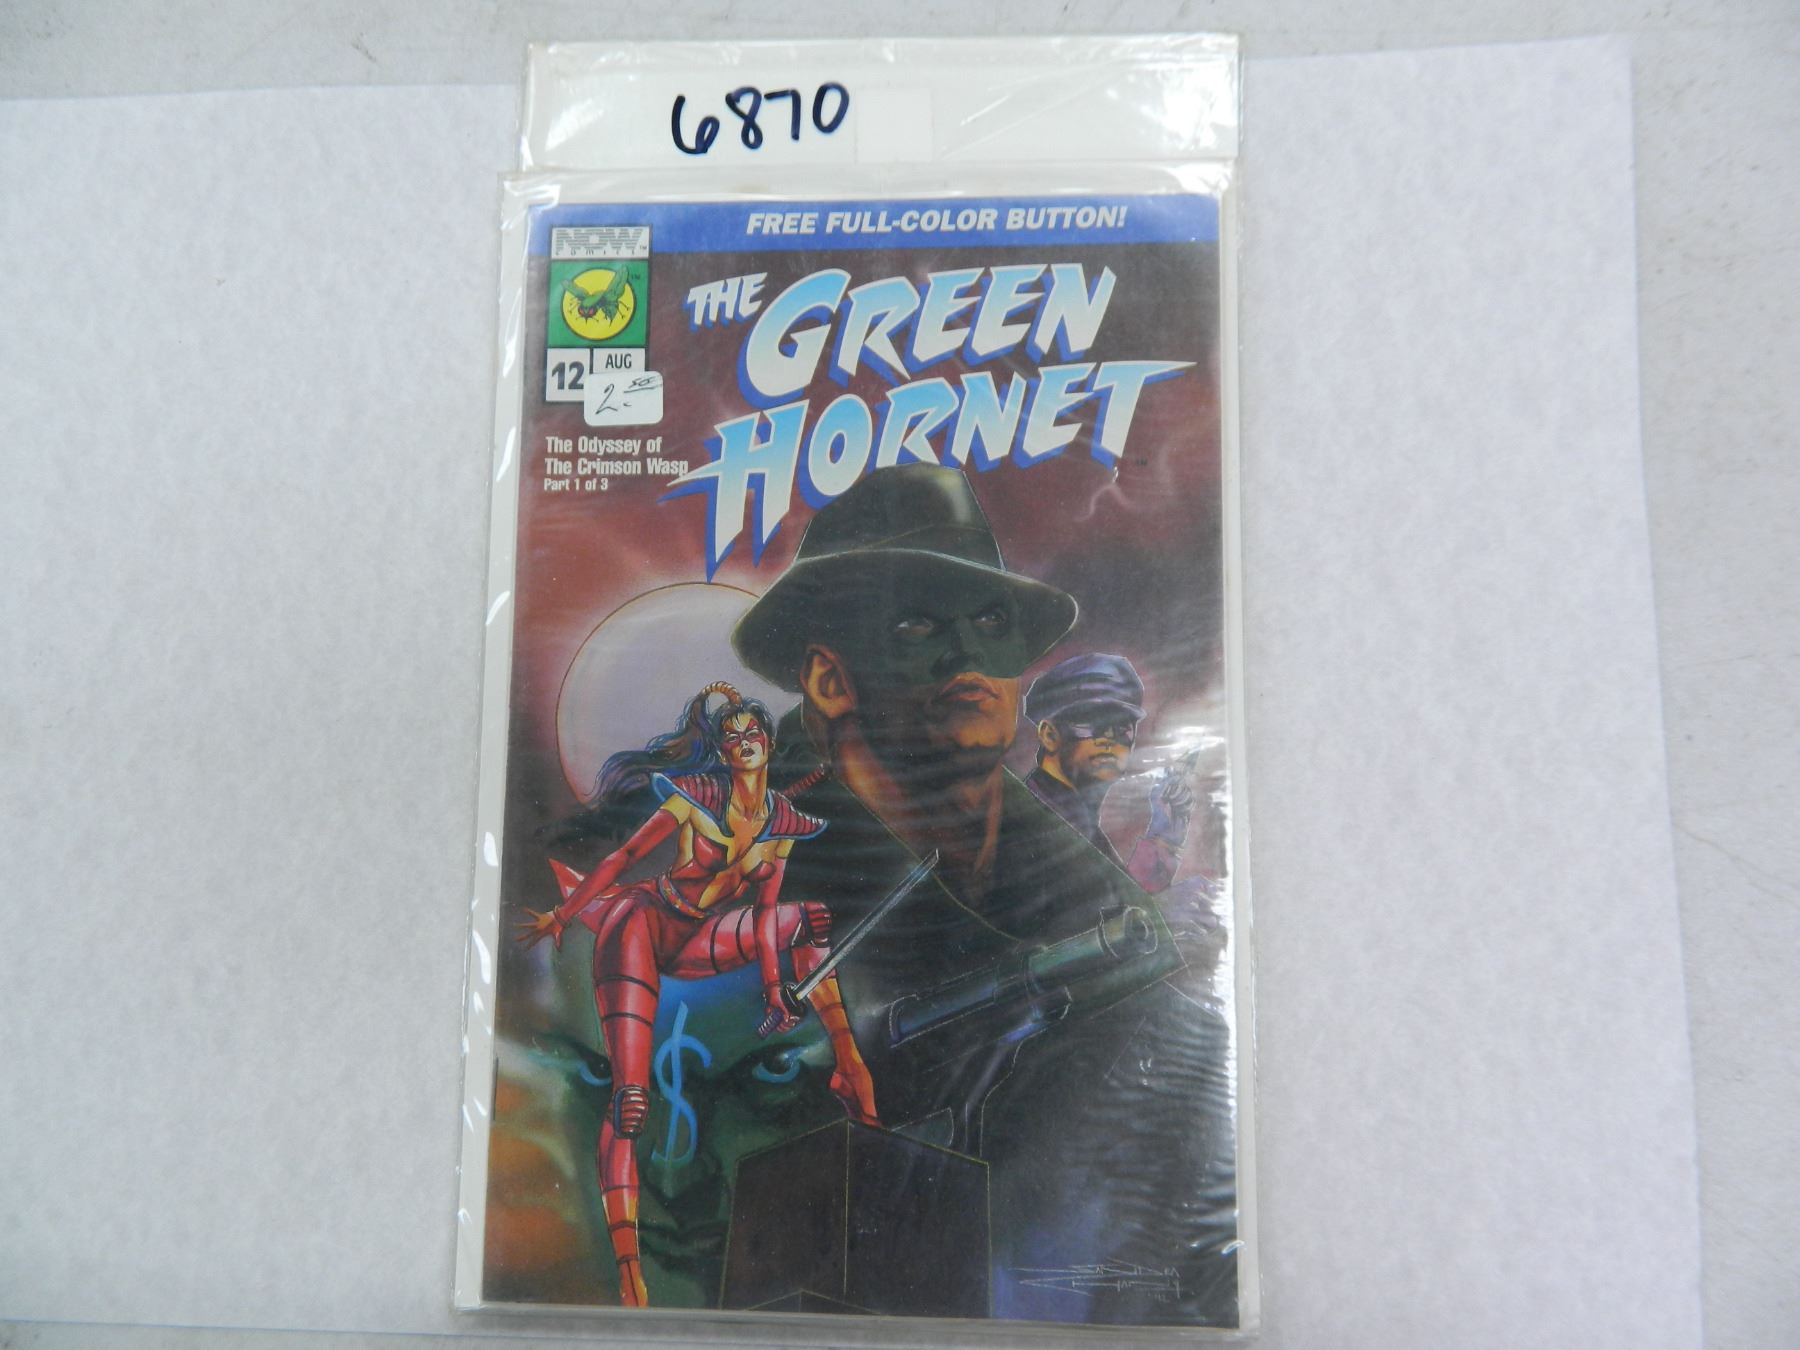 6870
FREE FULL-COLOR BUTTON!
NOW
COMICS
THE GREEN
HORNET
12
AUG
2.50
The Odyssey of
The Crimson Wasp
Part 1 of 3
$